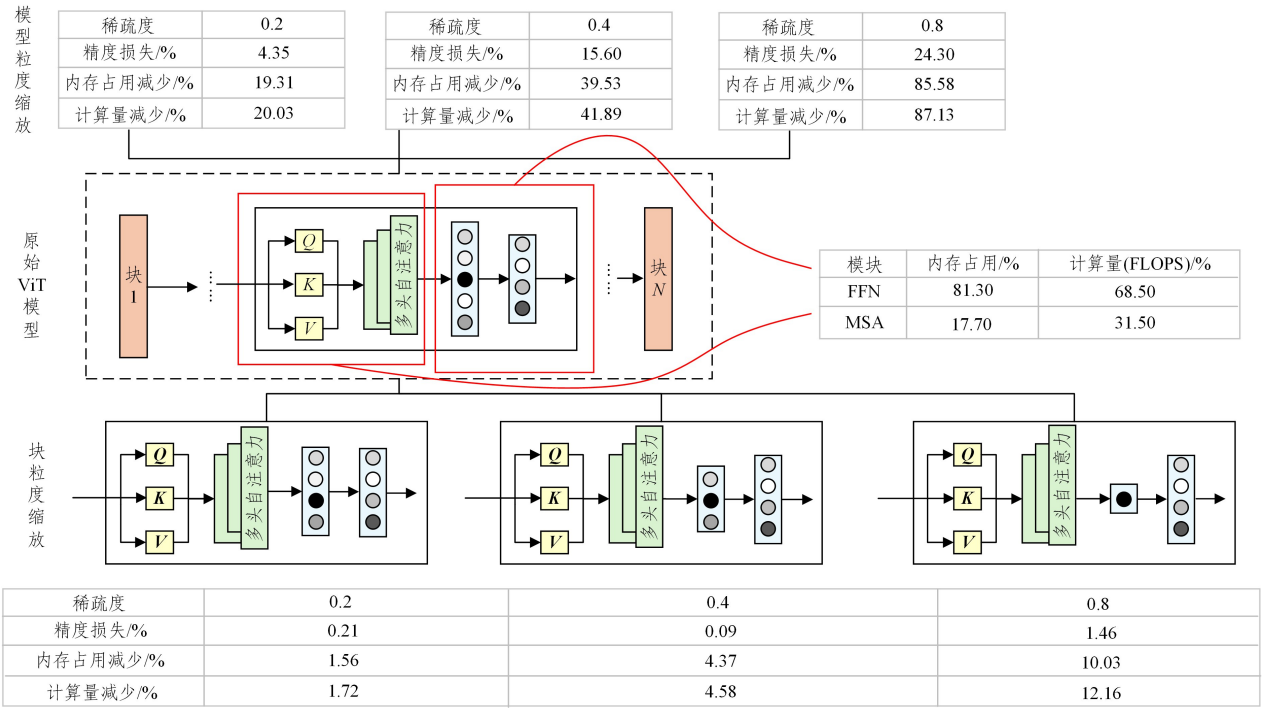 模型粒度缩放
稀疏度 0.2
精度损失/% 4.35
内存占用减少/% 19.31
计算量减少/% 20.03
稀疏度 0.4
精度损失/% 15.60
内存占用减少/% 39.53
计算量减少/% 41.89
稀疏度 0.8
精度损失/% 24.30
内存占用减少/% 85.58
计算量减少/% 87.13
原始ViT模型
块1
Q
K
V
多头自注意力
块N
模块 内存占用/% 计算量(FLOPS)/%
FFN 81.30 68.50
MSA 17.70 31.50
块粒度缩放
Q
K
V
多头自注意力
Q
K
V
多头自注意力
Q
K
V
多头自注意力
稀疏度 0.2 0.4 0.8
精度损失/% 0.21 0.09 1.46
内存占用减少/% 1.56 4.37 10.03
计算量减少/% 1.72 4.58 12.16